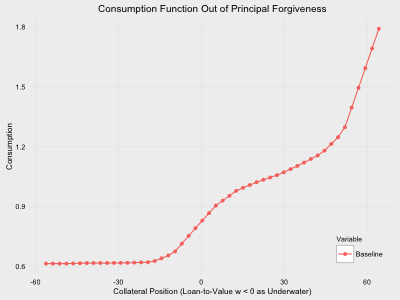 Consumption Function Out of Principal Forgiveness
1.8
1.5
1.2
0.9
0.6
Consumption
-60
-30
0
30
60
Collateral Position (Loan-to-Value w < 0 as Underwater)
Variable
Baseline